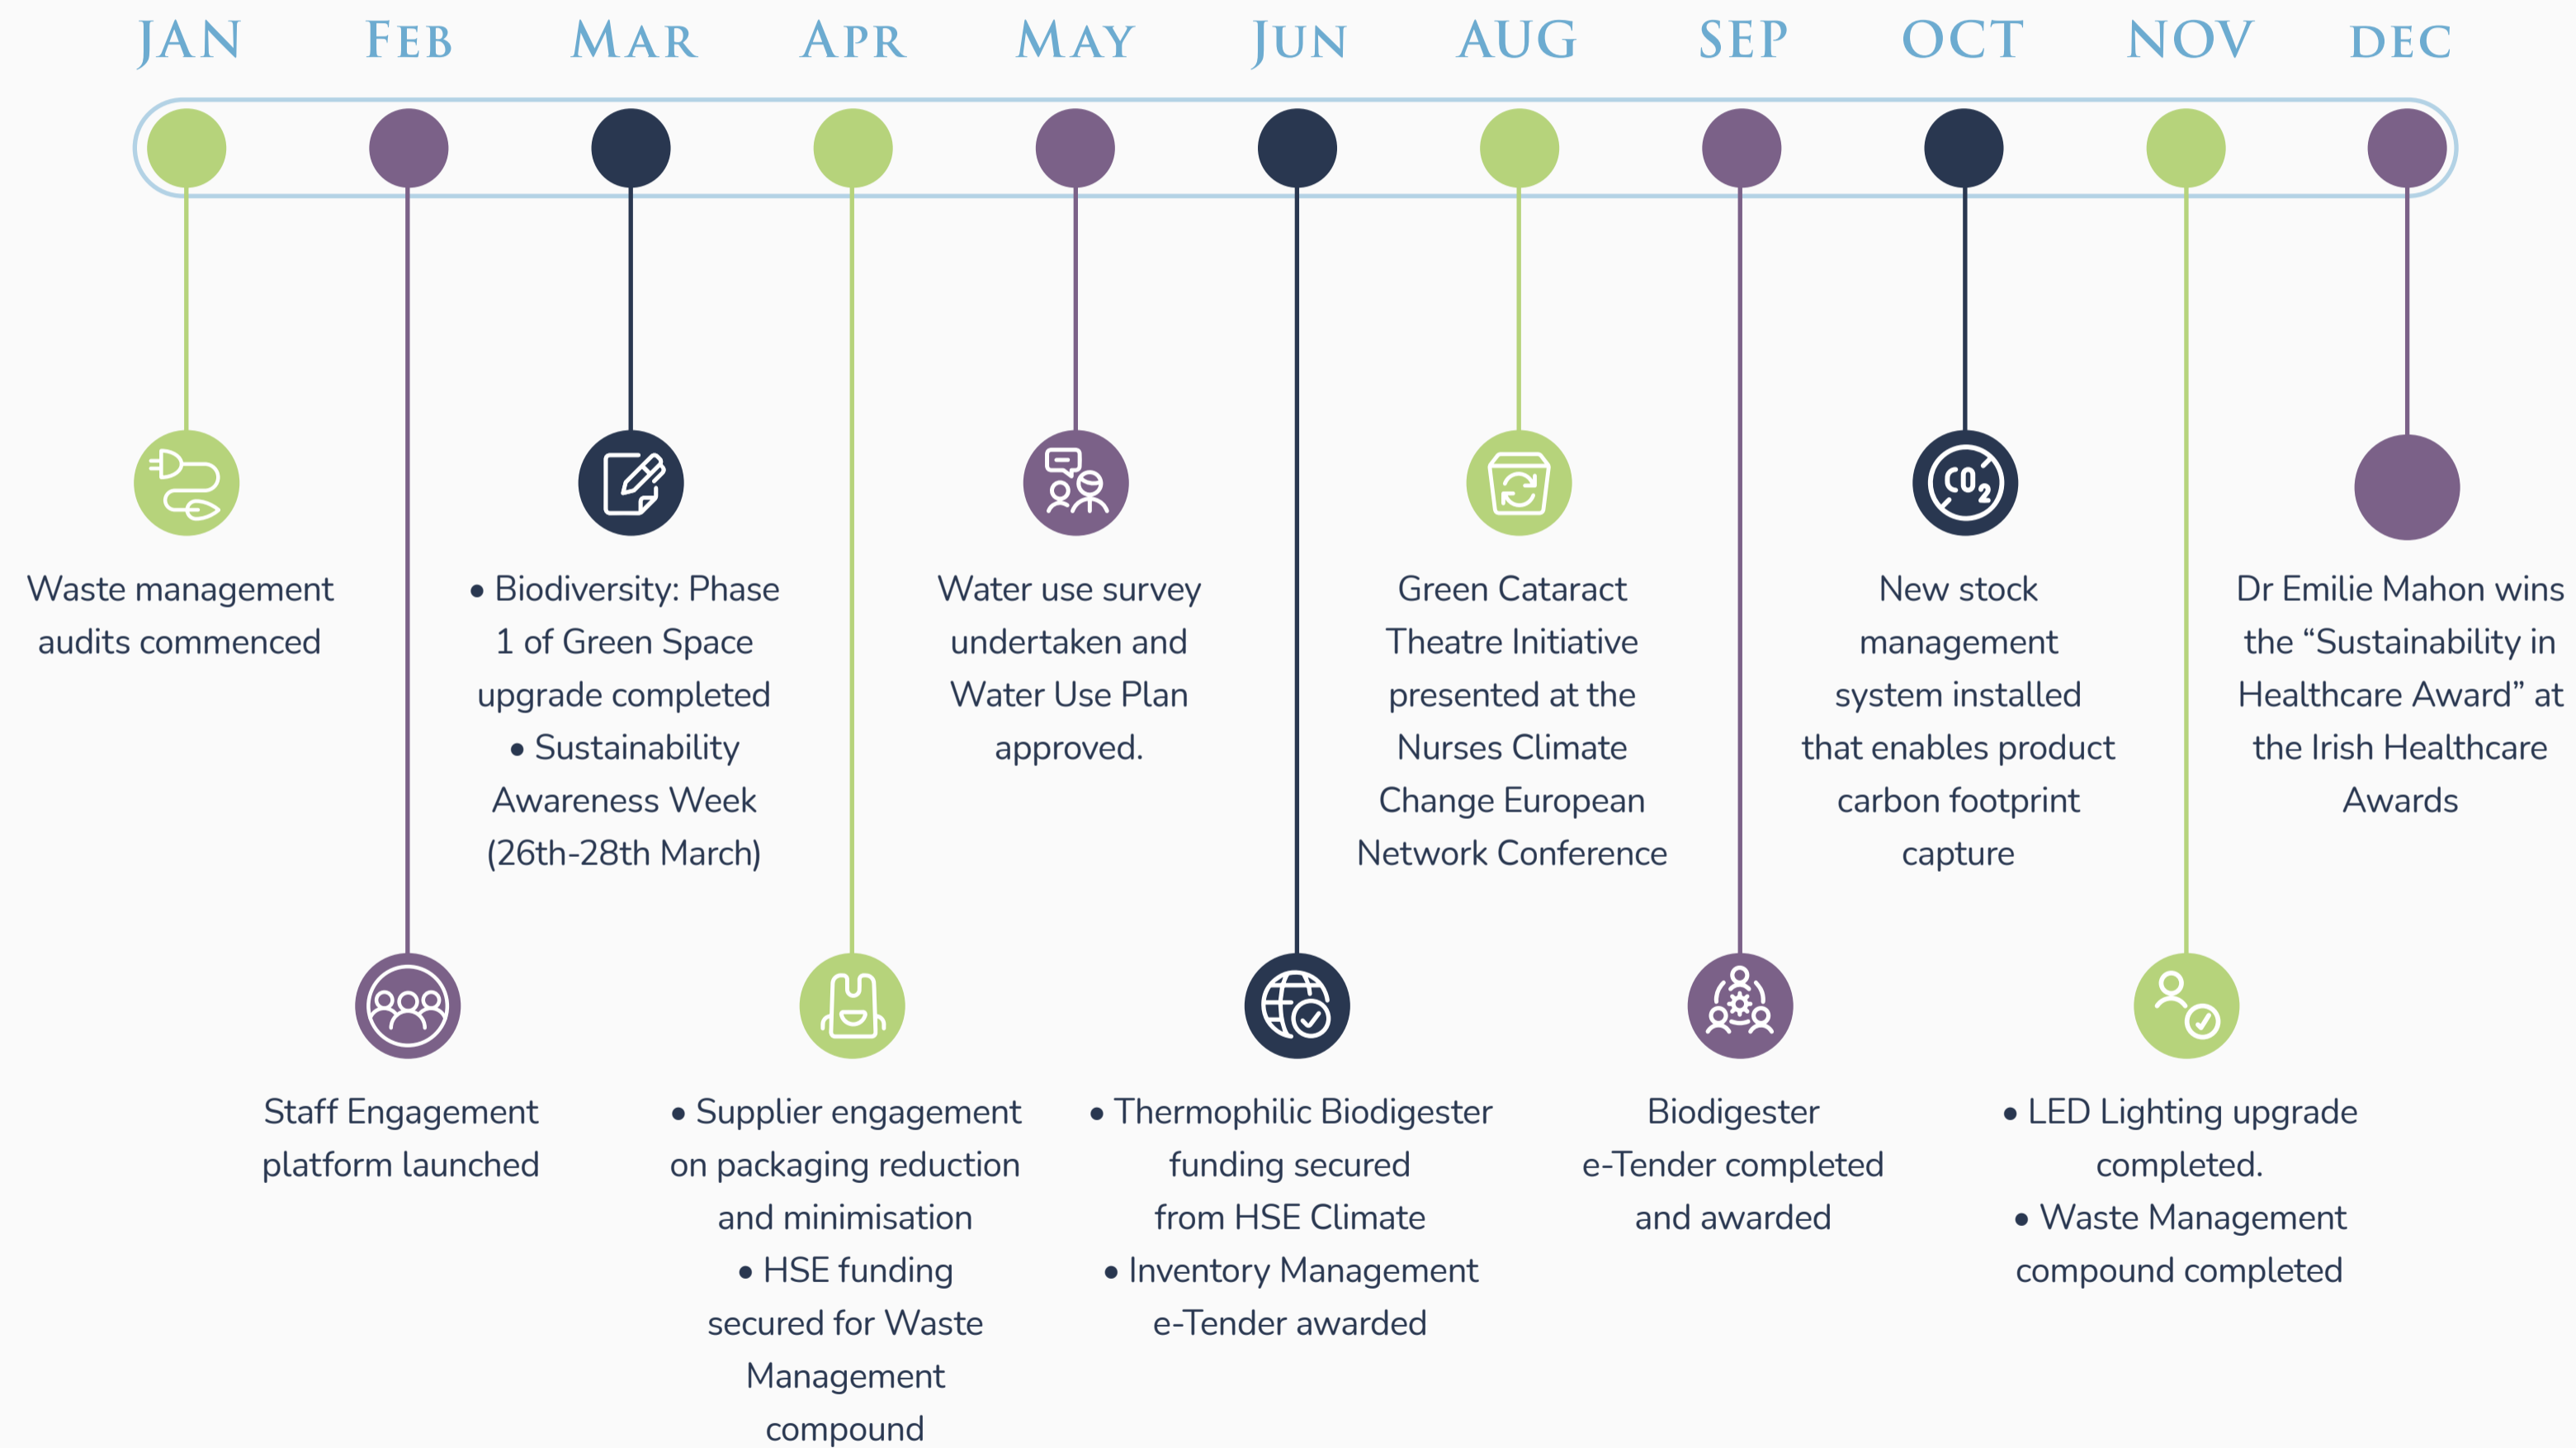 JAN
FEB
MAR
APR
MAY
JUN
AUG
SEP
OCT
NOV
DEC
Waste management
audits commenced
Staff Engagement
platform launched
• Biodiversity: Phase
1 of Green Space
upgrade completed
• Sustainability
Awareness Week
(26th-28th March)
• Supplier engagement
on packaging reduction
and minimisation
• HSE funding
secured for Waste
Management
compound
Water use survey
undertaken and
Water Use Plan
approved.
• Thermophilic Biodigester
funding secured
from HSE Climate
• Inventory Management
e-Tender awarded
Green Cataract
Theatre Initiative
presented at the
Nurses Climate
Change European
Network Conference
Biodigester
e-Tender completed
and awarded
CO2
New stock
management
system installed
that enables product
carbon footprint
capture
• LED Lighting upgrade
completed.
• Waste Management
compound completed
Dr Emilie Mahon wins
the “Sustainability in
Healthcare Award” at
the Irish Healthcare
Awards